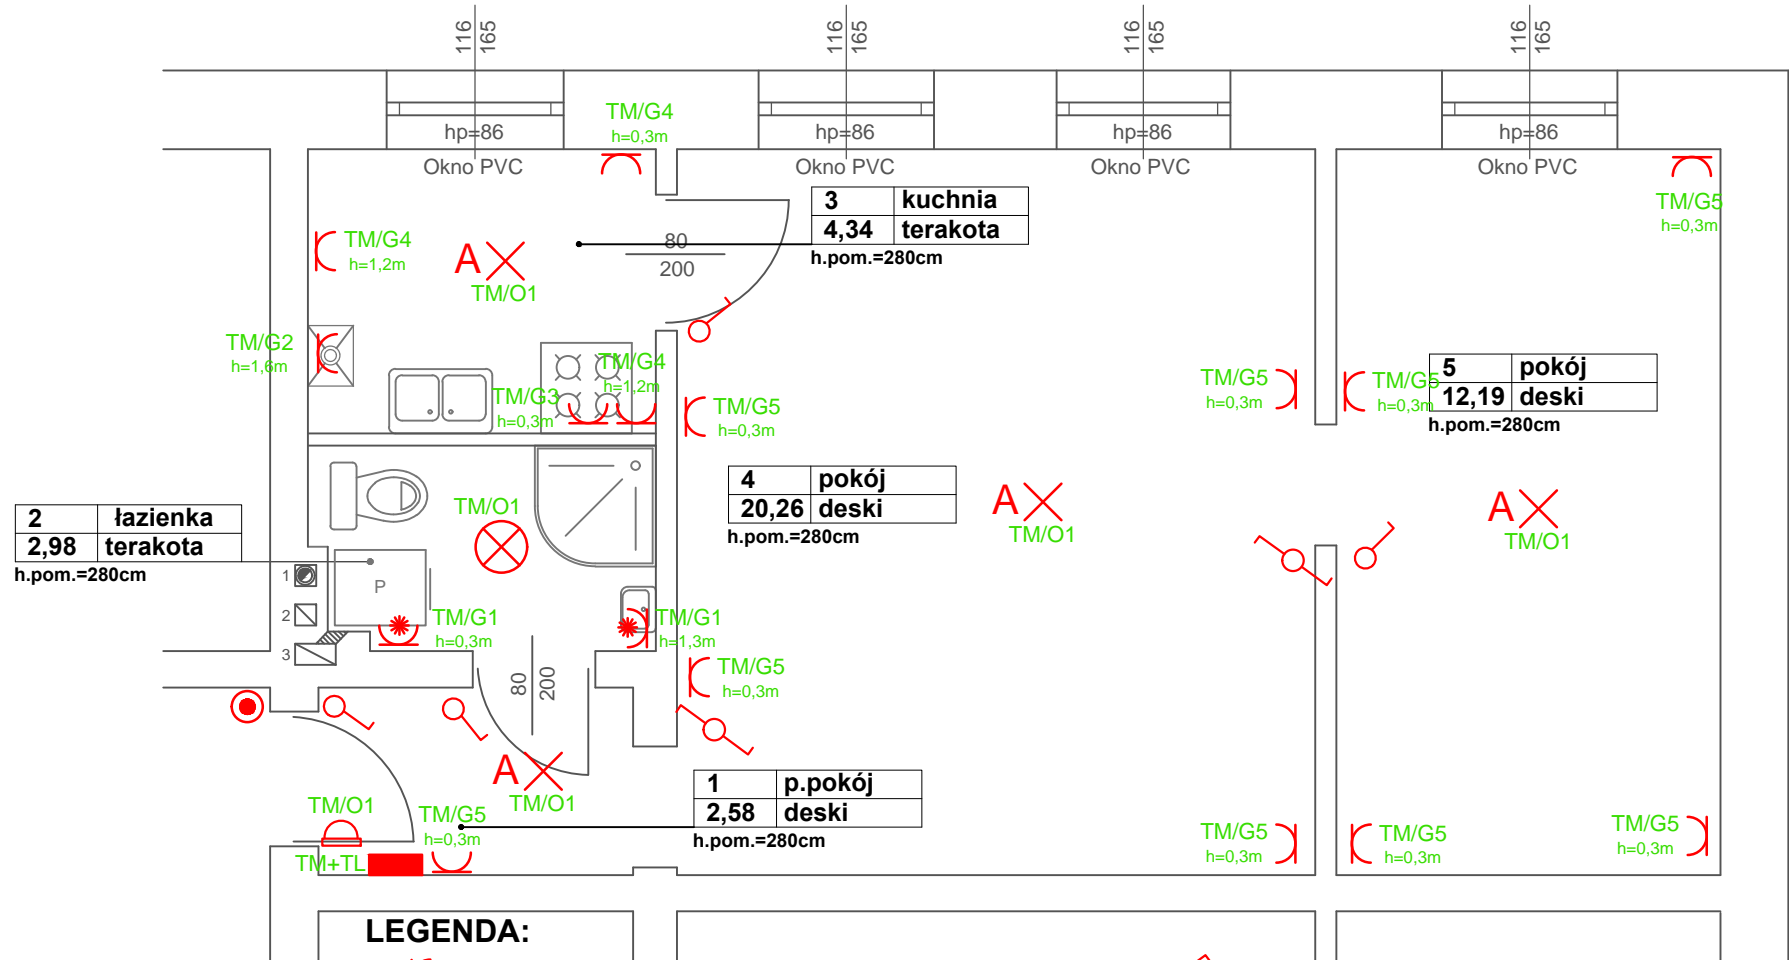 116
165
116
165
116
165
116
165
hp=86
hp=86
hp=86
hp=86
Okno PVC
Okno PVC
Okno PVC
Okno PVC
TM/G4
h=0,3m
3 kuchnia
4,34 terakota
h.pom.=280cm
TM/G5
h=0,3m
TM/G4
h=1,2m
A
TM/O1
80
200
TM/G2
h=1,6m
TM/G4
h=1,2m
TM/G3
h=0,3m
TM/G5
h=0,3m
TM/G5
h=0,3m
TM/G5
h=0,3m
5 pokój
12,19 deski
h.pom.=280cm
4 pokój
20,26 deski
h.pom.=280cm
A
TM/O1
A
TM/O1
2 łazienka
2,98 terakota
h.pom.=280cm
TM/O1
P
1
2
3
TM/G1
h=0,3m
TM/G1
h=1,3m
80
200
TM/G5
h=0,3m
A
TM/O1
1 p.pokój
2,58 deski
h.pom.=280cm
TM/O1
TM/G5
h=0,3m
TM+TL
TM/G5
h=0,3m
TM/G5
h=0,3m
TM/G5
h=0,3m
LEGENDA: